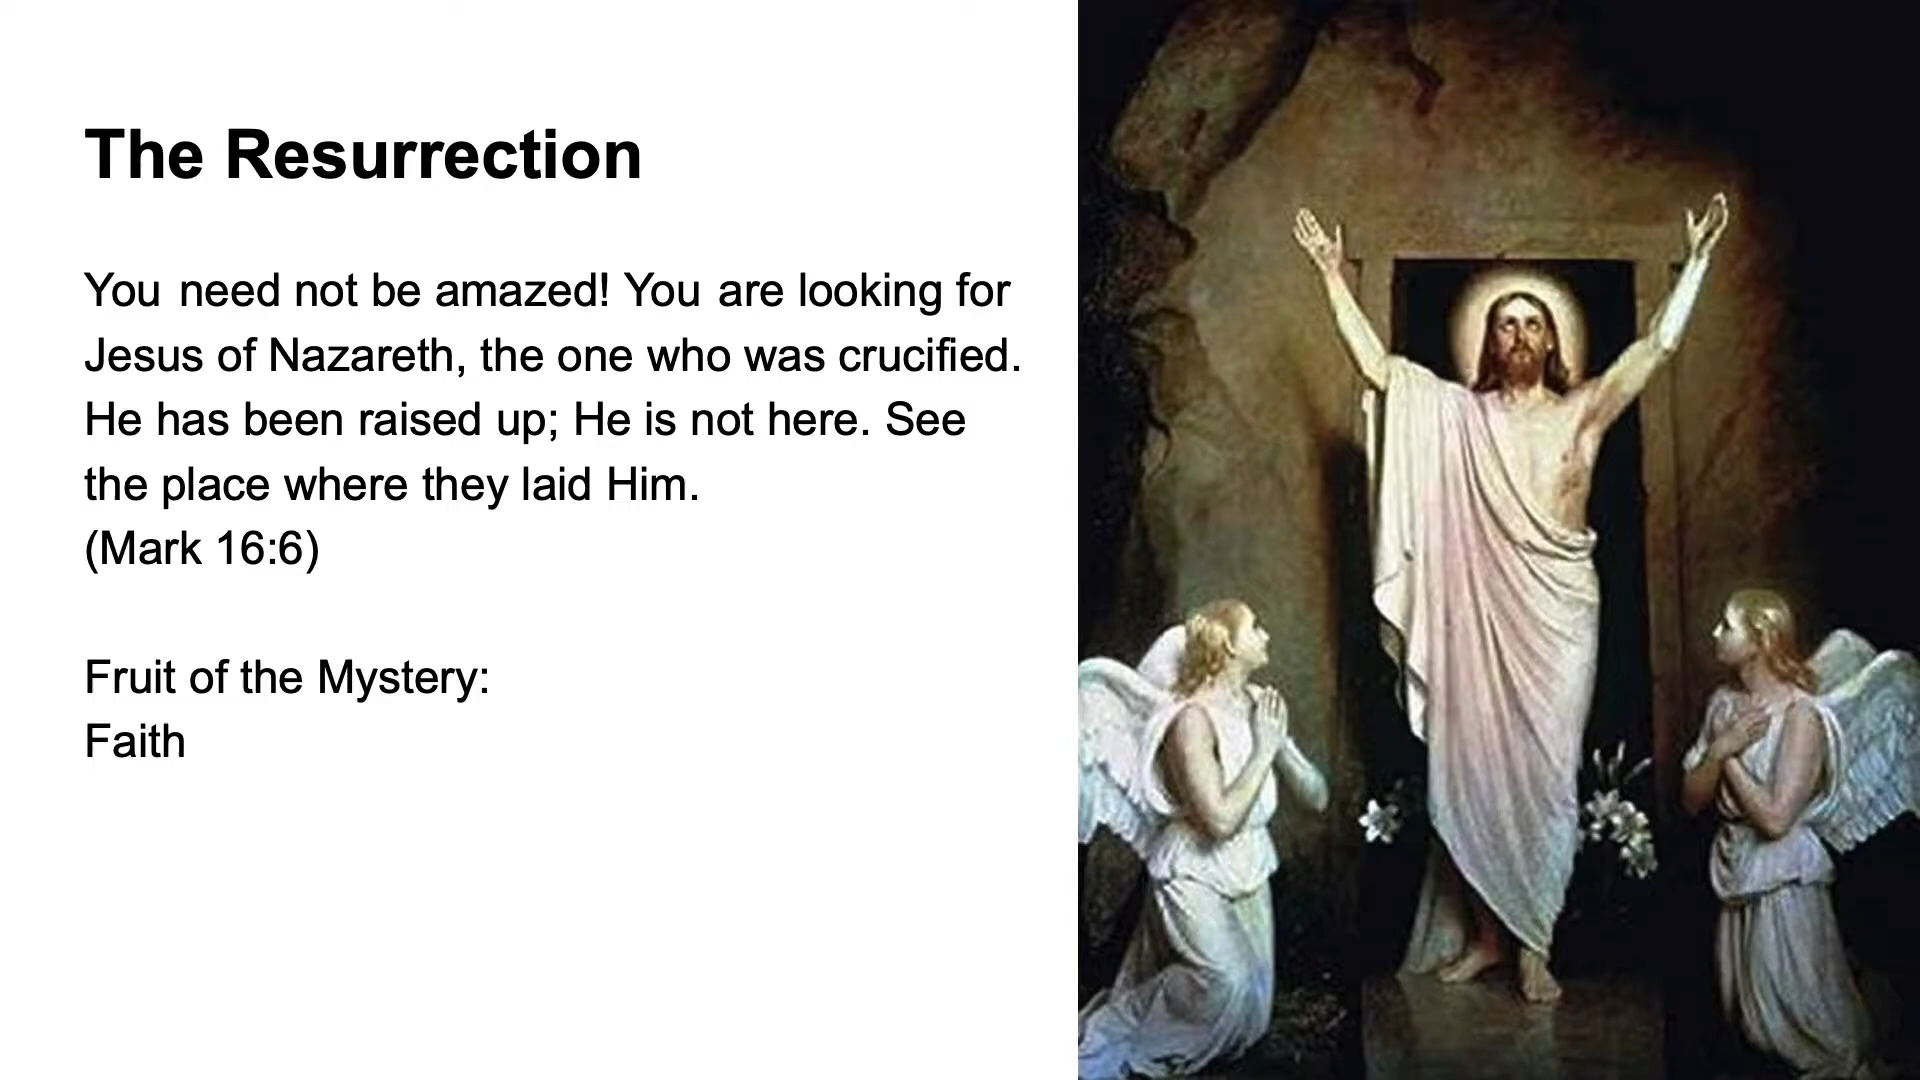 The Resurrection
You need not be amazed! You are looking for
Jesus of Nazareth, the one who was crucified.
He has been raised up; He is not here. See
the place where they laid Him.
(Mark 16:6)
Fruit of the Mystery:
Faith